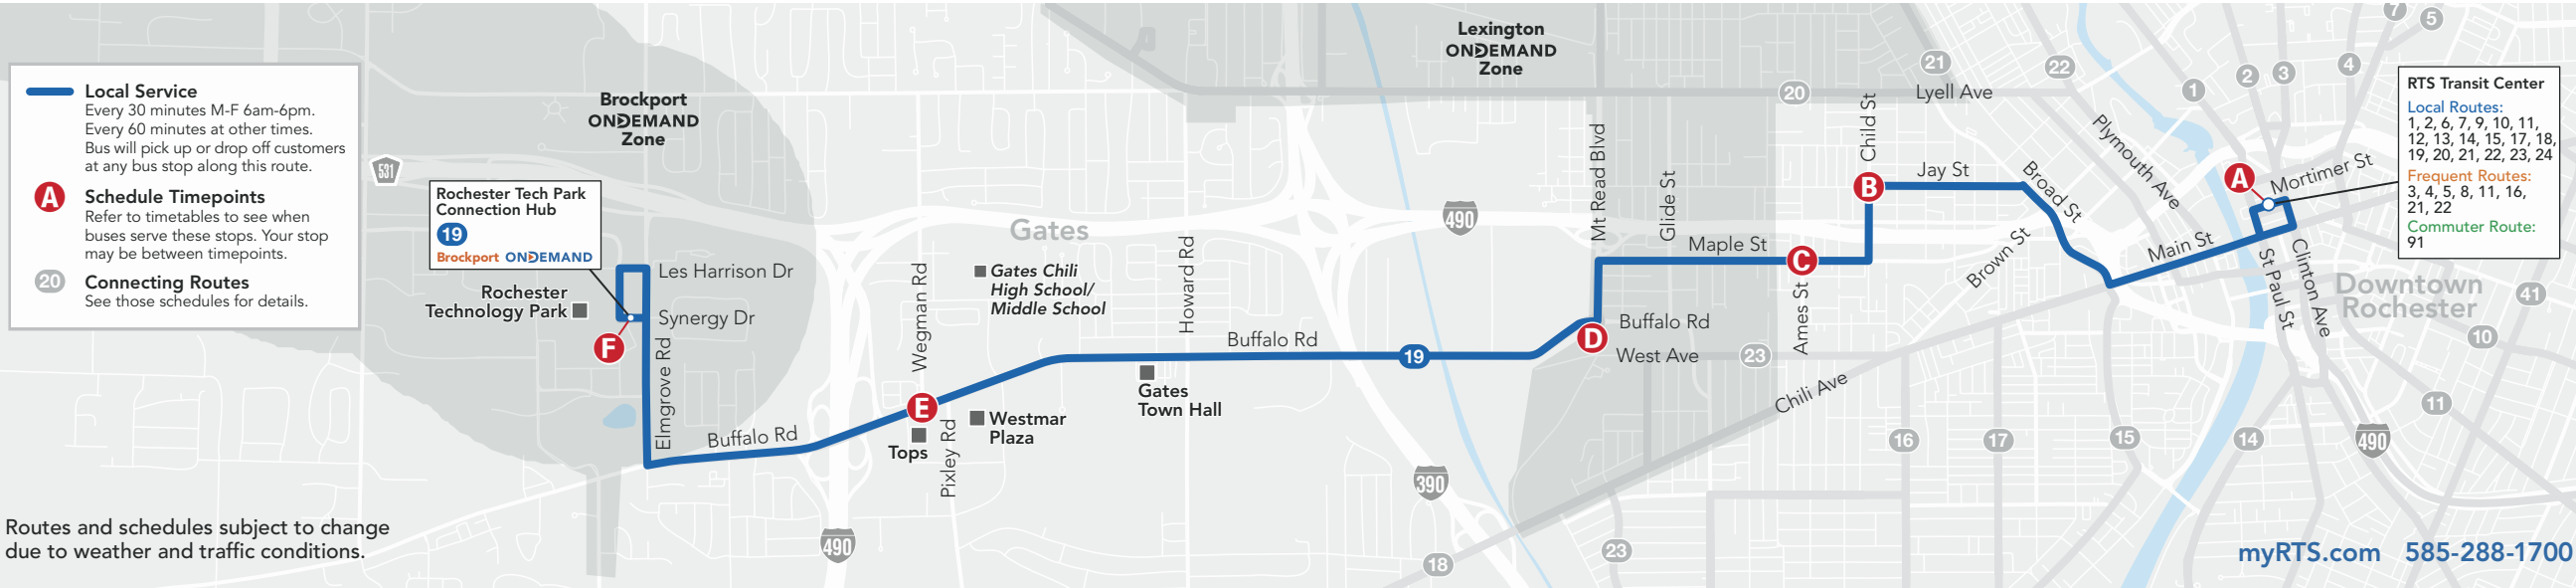 Local Service
Every 30 minutes M-F 6am-6pm.
Every 60 minutes at other times.
Bus will pick up or drop off customers
at any bus stop along this route.
A
Schedule Timepoints
Refer to timetables to see when
buses serve these stops. Your stop
may be between timepoints.
20
Connecting Routes
See those schedules for details.
531
Brockport
ONDEMAND
Zone
Rochester Tech Park
Connection Hub
19
Brockport ONDEMAND
Les Harrison Dr
Rochester
Technology Park
Synergy Dr
F
Elmgrove Rd
Buffalo Rd
490
Wegman Rd
E
Tops
Pixley Rd
Westmar
Plaza
Gates
Gates Chili
High School/
Middle School
Howard Rd
Gates
Town Hall
Buffalo Rd
19
390
18
490
Lexington
ONDEMAND
Zone
Mt Read Blvd
Glide St
Maple St
D
Buffalo Rd
West Ave
23
23
C
Ames St
Chili Ave
B
Child St
20
Lyell Ave
21
22
Jay St
Broad St
Brown St
Plymouth Ave
Main St
16
17
15
14
1
2
3
4
7
5
A
Mortimer St
St Paul St
Clinton Ave
Downtown
Rochester
41
10
11
490
RTS Transit Center
Local Routes:
1, 2, 6, 7, 9, 10, 11,
12, 13, 14, 15, 17, 18,
19, 20, 21, 22, 23, 24
Frequent Routes:
3, 4, 5, 8, 11, 16,
21, 22
Commuter Route:
91
Routes and schedules subject to change
due to weather and traffic conditions.
myRTS.com 585-288-1700